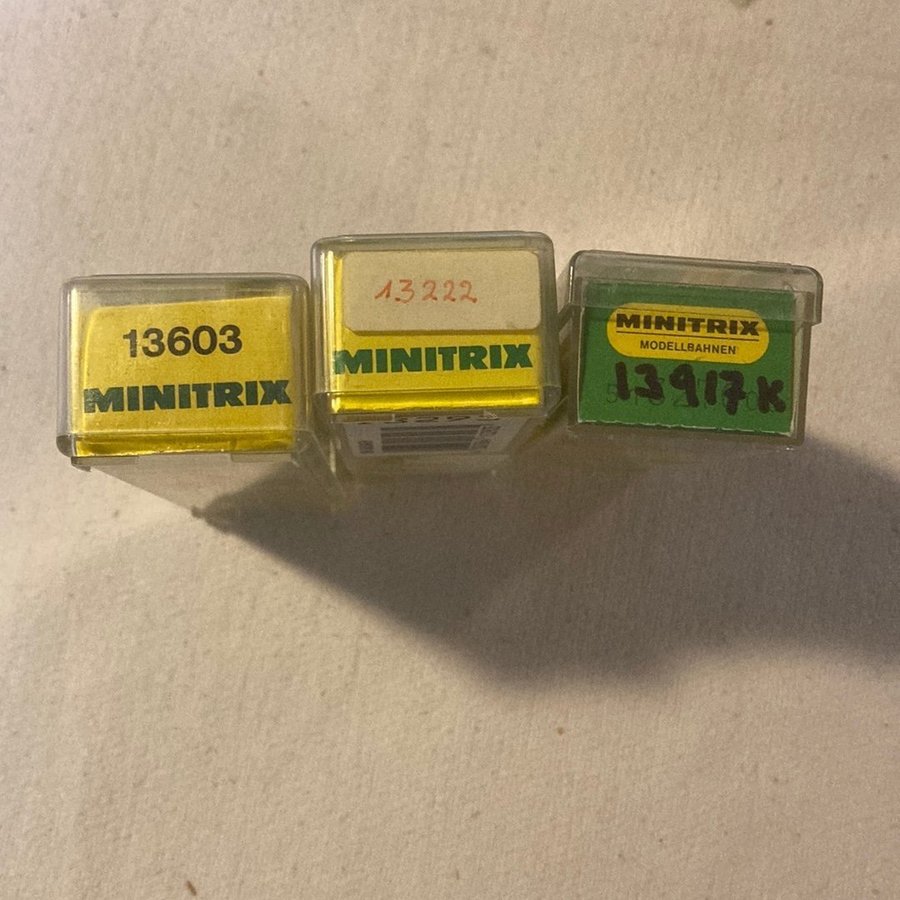 13603
MINITRIX
13222
MINITRIX
MINITRIX
MODELLBAHNEN
13917K